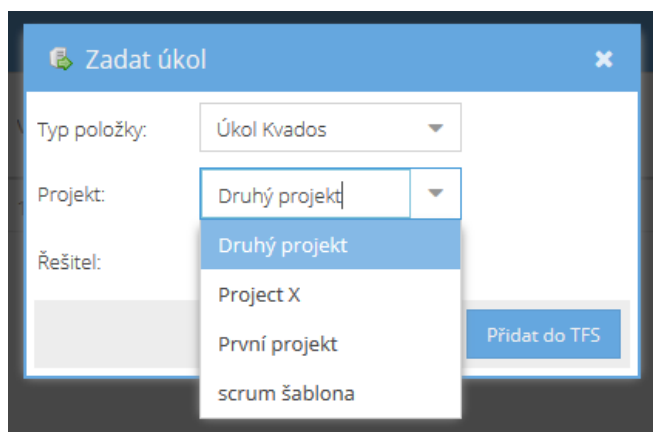 Zadat úkol
Typ položky: Úkol Kvados
Projekt: Druhý projekt
Řešitel:
Druhý projekt
Project X
První projekt
scrum šablona
Přidat do TFS